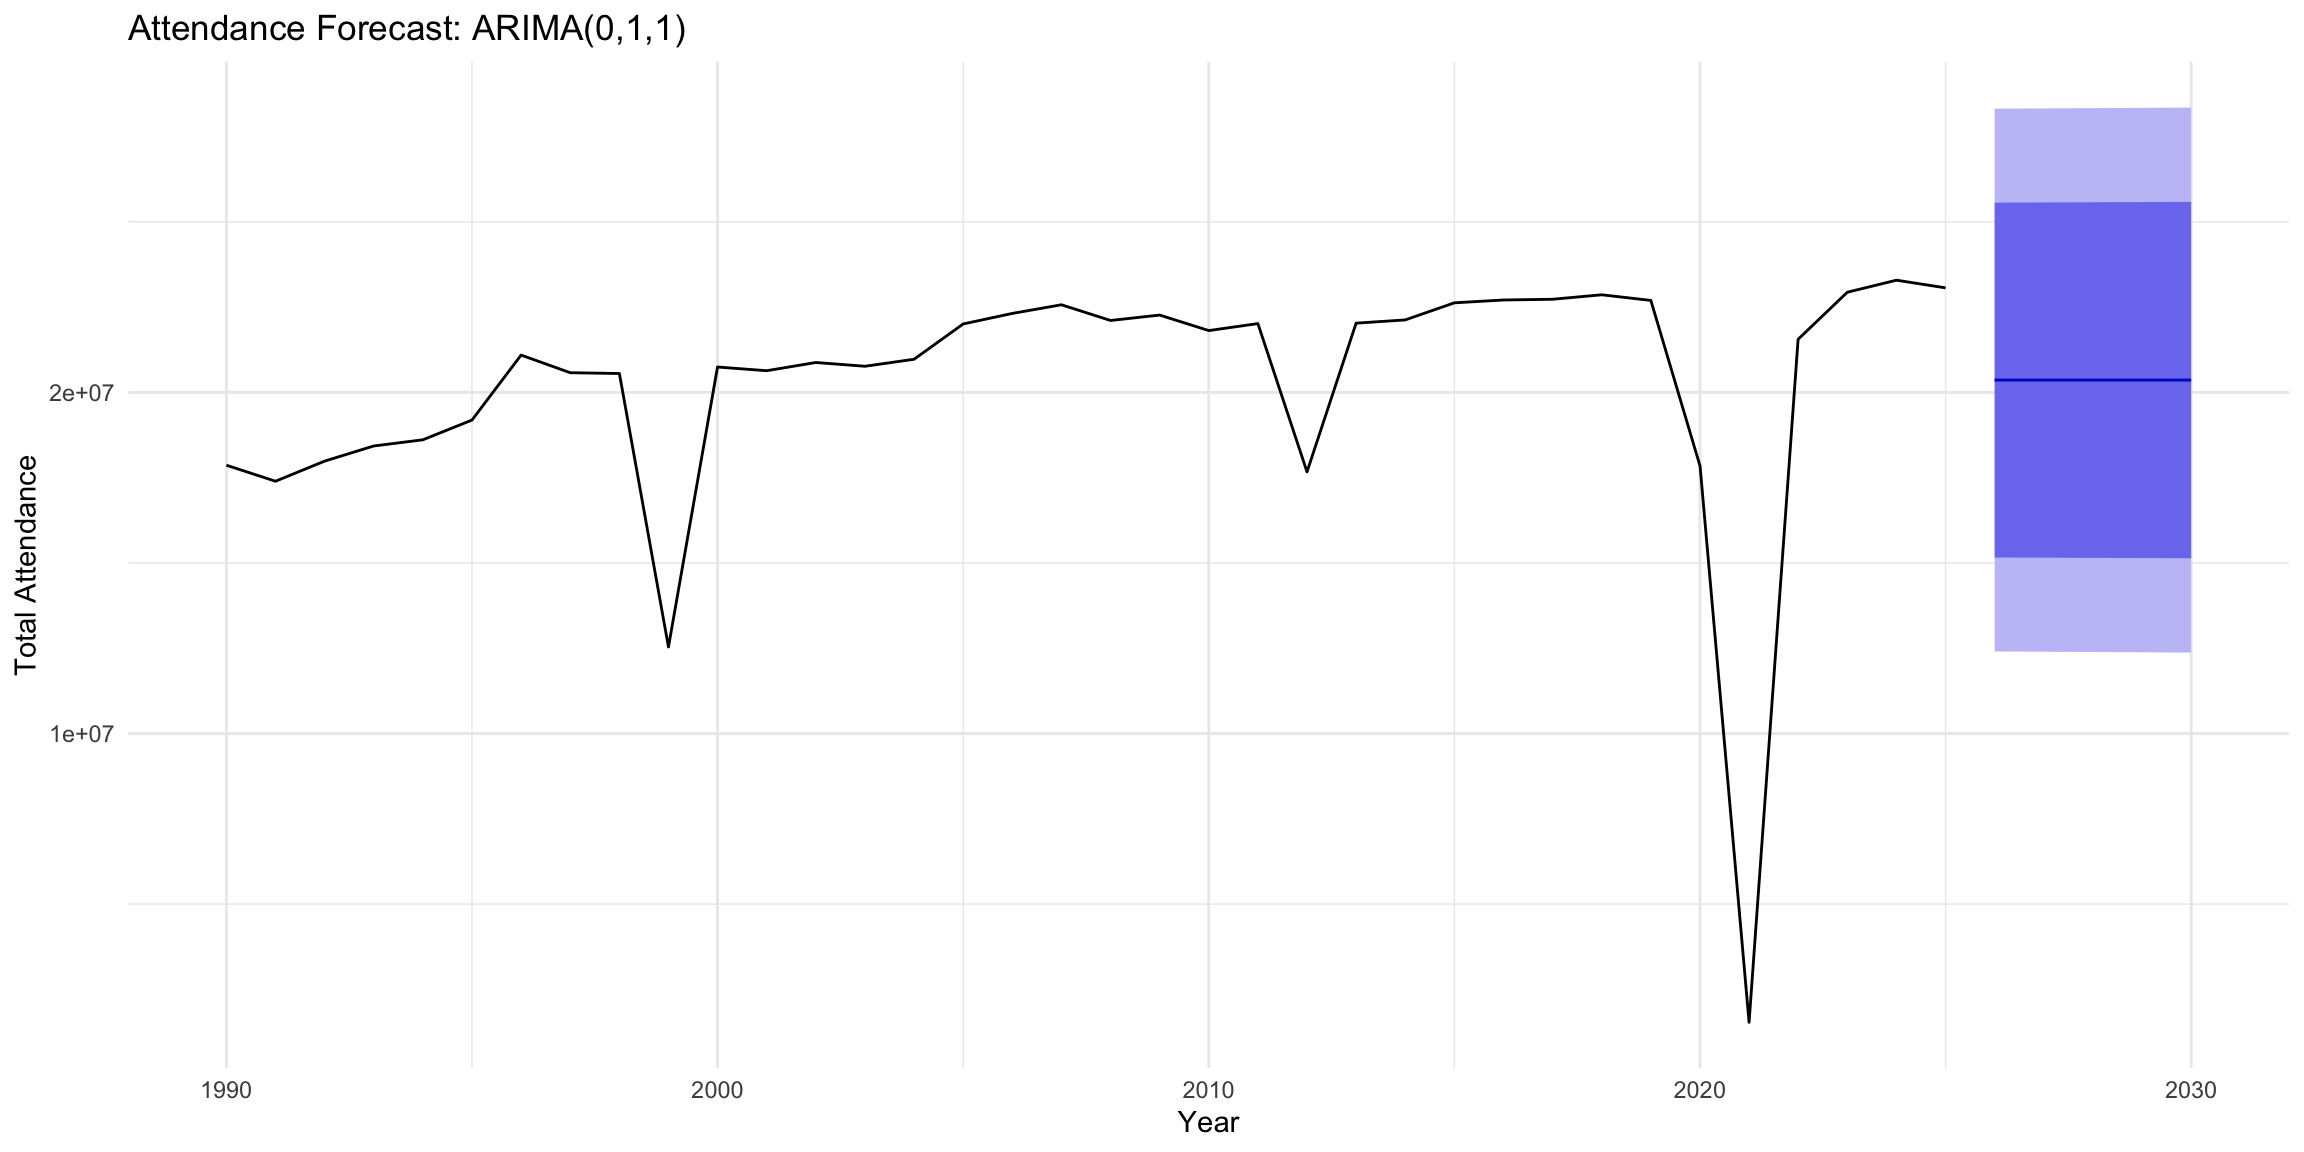 Attendance Forecast: ARIMA(0,1,1)
Total Attendance
2e+07
1e+07
1990 2000 2010 2020 2030
Year